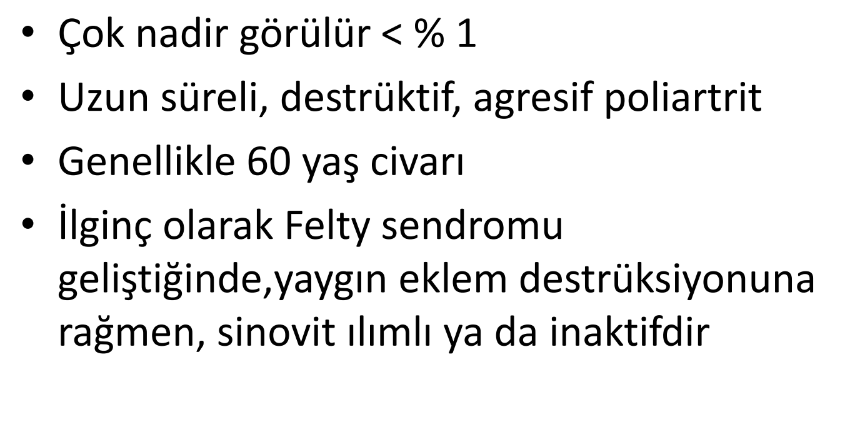 • Çok nadir görülür < % 1
• Uzun süreli, destrüktif, agresif poliartrit
• Genellikle 60 yaş civarı
• İlginç olarak Felty sendromu
geliştiğinde,yaygın eklem destrüksiyonuna
rağmen, sinovit ılımlı ya da inaktifdir